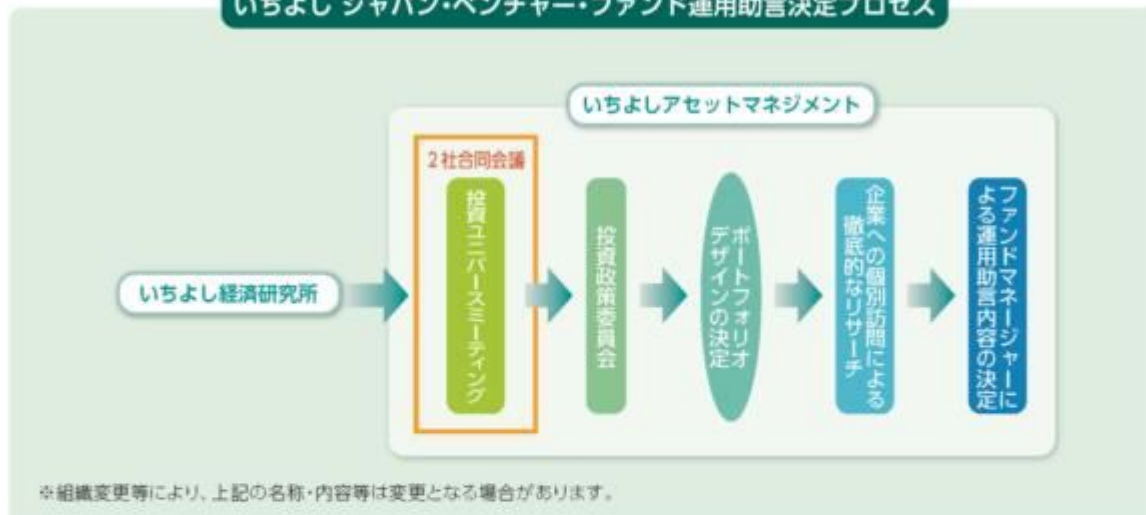 いちよし ジャパン・ベンチャー・ファンド運用助言決定プロセス
いちよしアセットマネジメント
いちよし経済研究所
2社合同会議
投資ユニバースミーティング
投資政策委員会
ポートフォリオ
デザインの決定
企業への個別訪問による
徹底的なリサーチ
ファンドマネージャーに
よる運用助言内容の決定
※組織変更等により、上記の名称・内容等は変更となる場合があります。